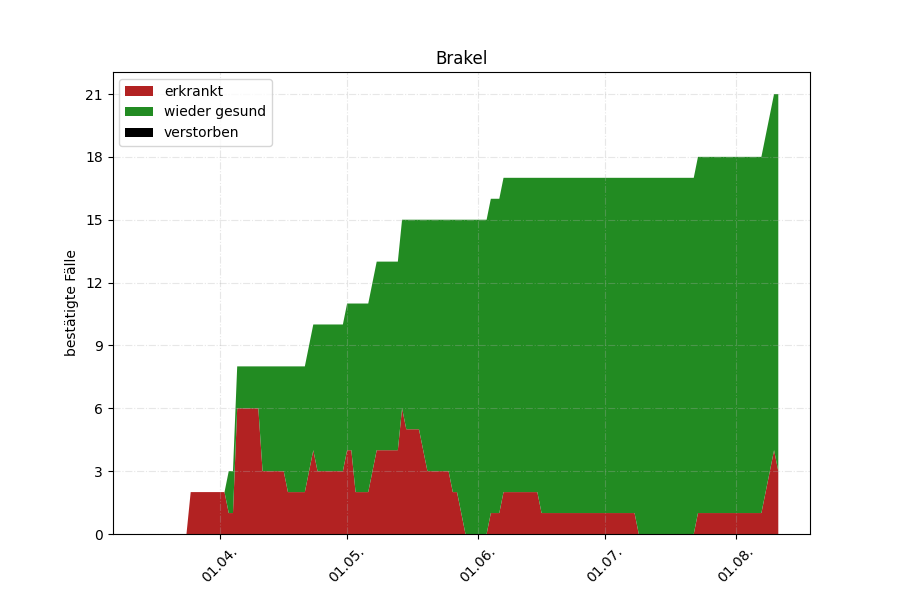 Brakel
erkrankt
wieder gesund
verstorben
bestätigte Fälle
21
18
15
12
9
6
3
0
01.04.
01.05.
01.06.
01.07.
01.08.